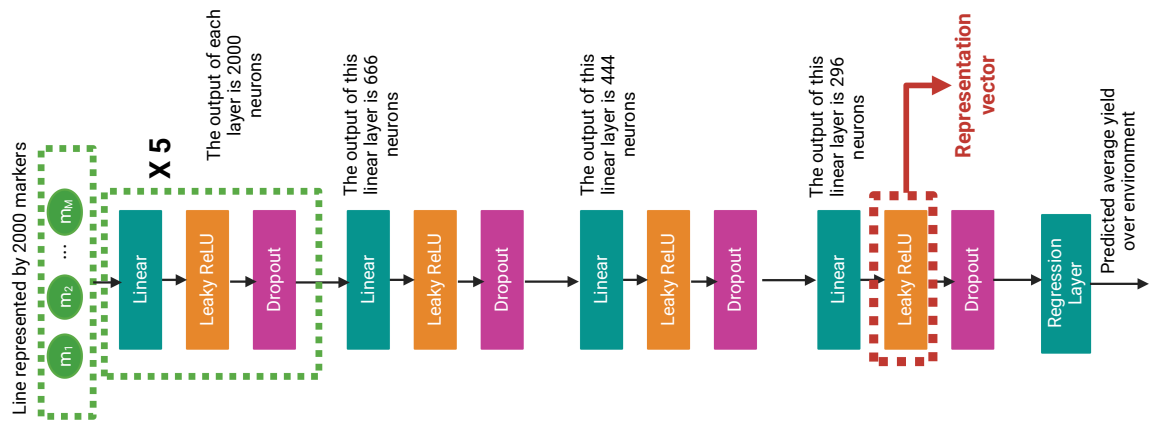 Line represented by 2000 markers
m1
m2
...
mM
X 5
Linear
Leaky ReLU
Dropout
The output of each
layer is 2000
neurons
Linear
Leaky ReLU
Dropout
The output of this
linear layer is 666
neurons
Linear
Leaky ReLU
Dropout
The output of this
linear layer is 444
neurons
Linear
Leaky ReLU
Dropout
The output of this
linear layer is 296
neurons
Representation
vector
Regression
Layer
Predicted average yield
over environment